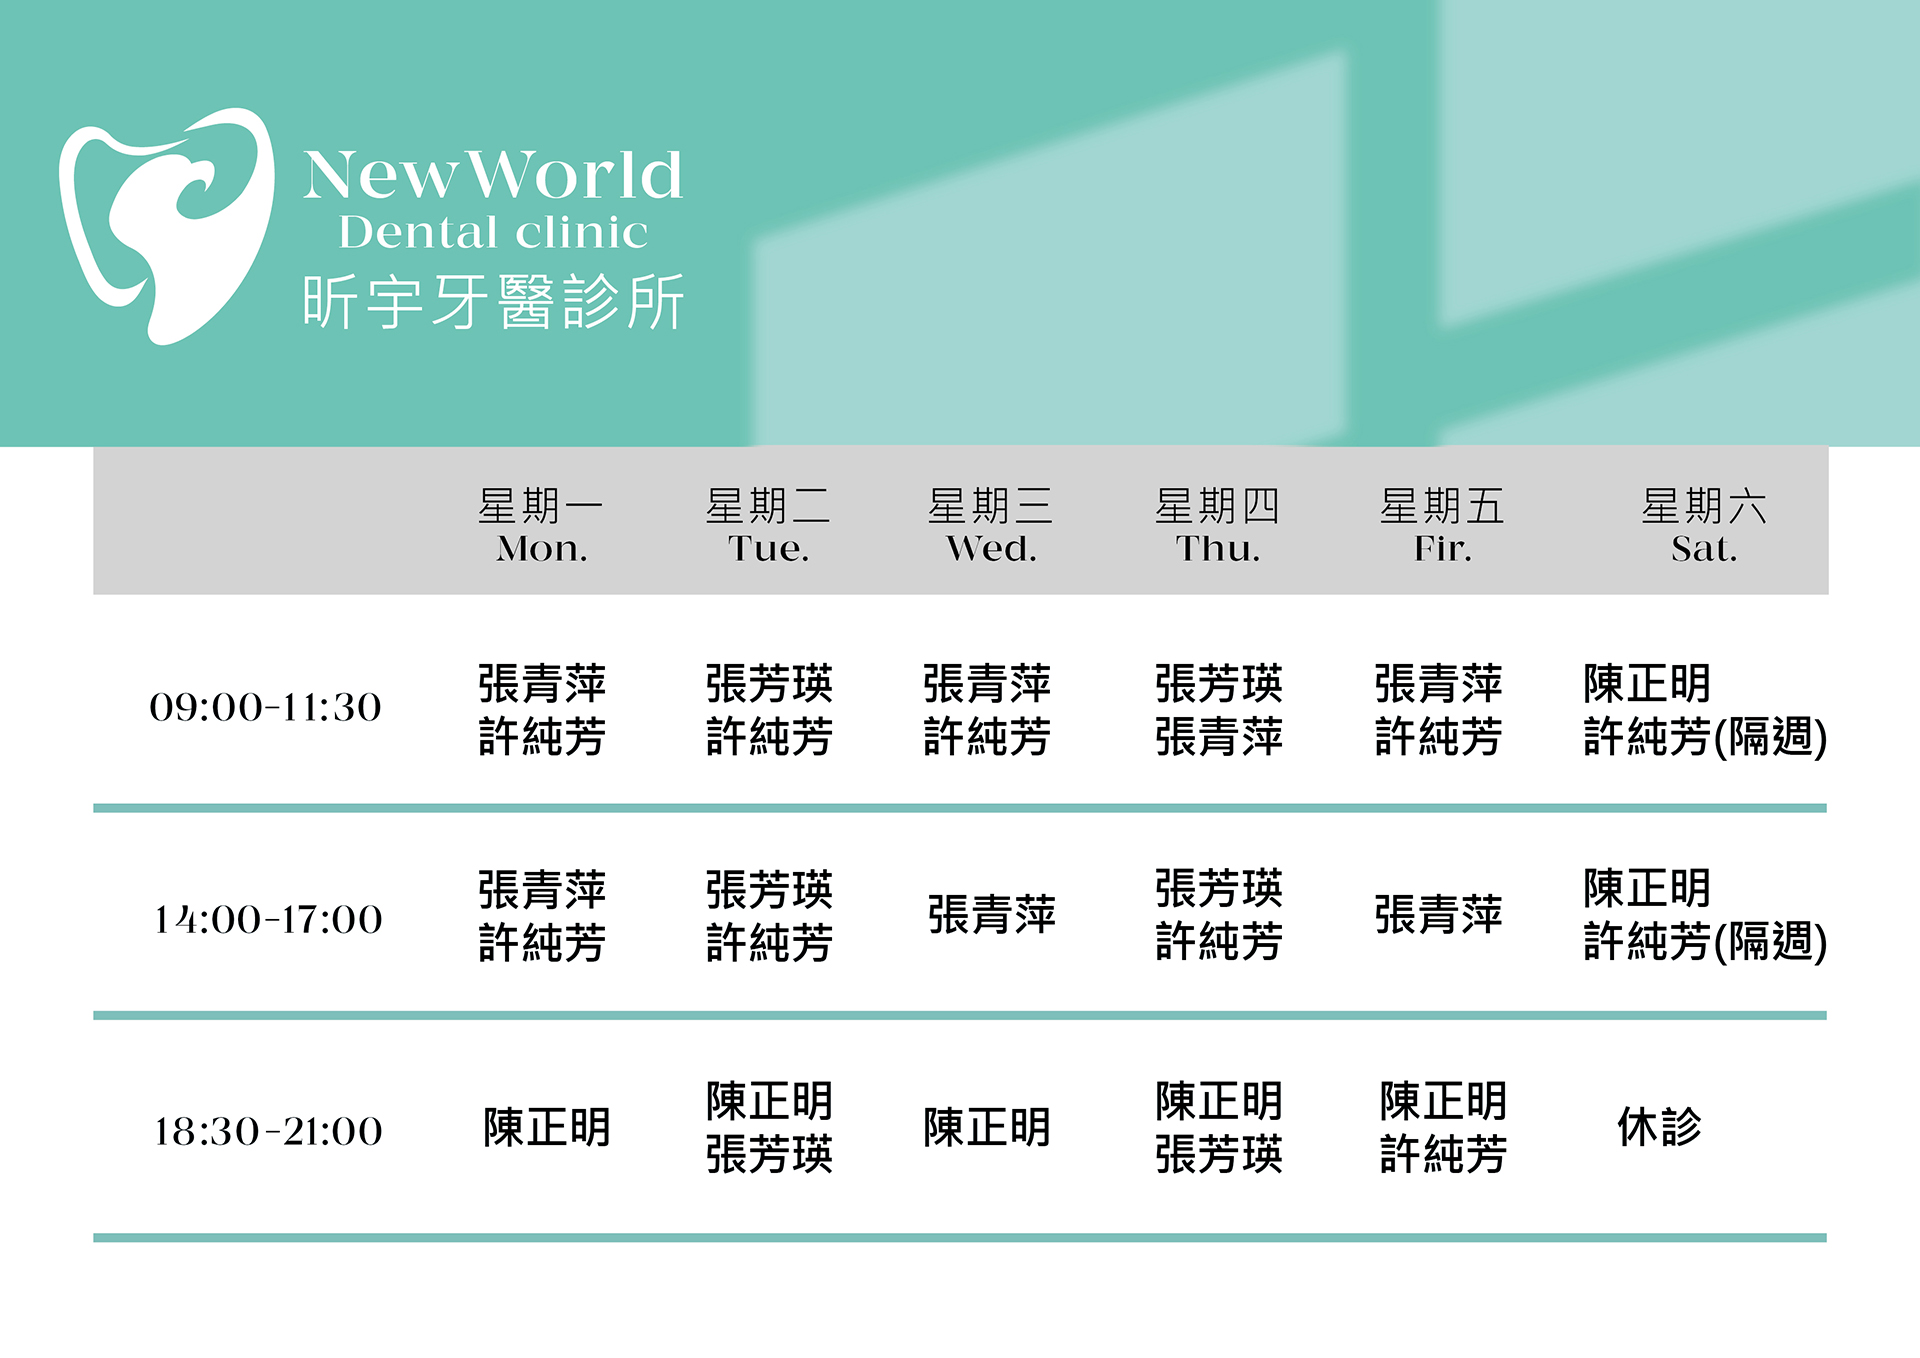 NewWorld
Dental clinic
昕宇牙醫診所
星期一 星期二 星期三 星期四 星期五 星期六
Mon. Tue. Wed. Thu. Fir. Sat.
張青萍 張芳瑛 張青萍 張芳瑛 張青萍 陳正明
09:00-11:30
許純芳 許純芳 許純芳 張青萍 許純芳 許純芳(隔週)
張青萍 張芳瑛 張芳瑛 陳正明
14:00-17:00 張青萍 張青萍
許純芳 許純芳 許純芳 許純芳(隔週)
陳正明 陳正明 陳正明
18:30-21:00 陳正明 陳正明 休診
張芳瑛 張芳瑛 許純芳